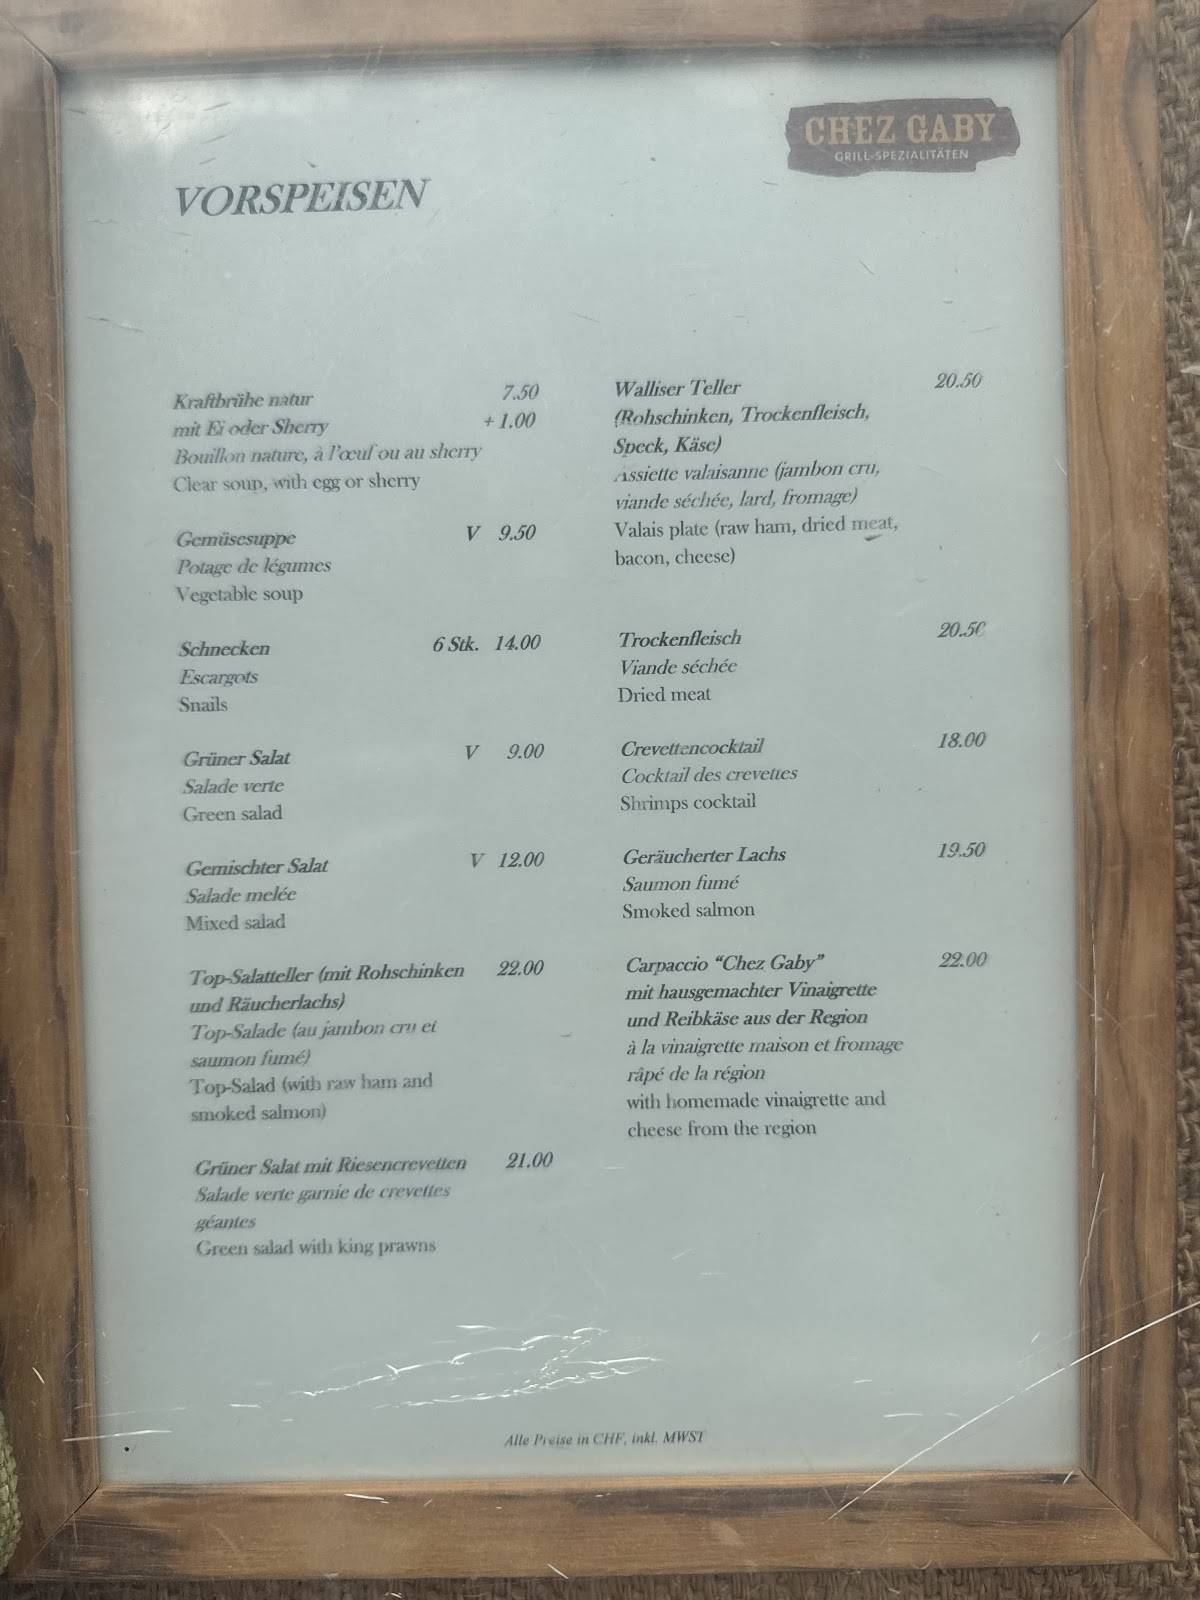 CHEZ GABY
GRILL-SPEZIALITÄTEN
VORSPEISEN
Kraftbrühe natur 7.50
mit Ei oder Sherry + 1.00
Bouillon nature, à l'œuf ou au sherry
Clear soup, with egg or sherry
Gemüsesuppe V 9.50
Potage de légumes
Vegetable soup
Schnecken 6 Stk. 14.00
Escargots
Snails
Grüner Salat V 9.00
Salade verte
Green salad
Gemischter Salat V 12.00
Salade melée
Mixed salad
Top-Salatteller (mit Rohschinken 22.00
und Räucherlachs)
Top-Salade (au jambon cru et
saumon fumé)
Top-Salad (with raw ham and
smoked salmon)
Grüner Salat mit Riesencrevetten 21.00
Salade verte garnie de crevettes
géantes
Green salad with king prawns
Walliser Teller 20.50
(Rohschinken, Trockenfleisch,
Speck, Käse)
Assiette valaisanne (jambon cru,
viande séchée, lard, fromage)
Valais plate (raw ham, dried meat,
bacon, cheese)
Trockenfleisch 20.50
Viande séchée
Dried meat
Crevettencocktail 18.00
Cocktail des crevettes
Shrimps cocktail
Geräucherter Lachs 19.50
Saumon fumé
Smoked salmon
Carpaccio "Chez Gaby" 22.00
mit hausgemachter Vinaigrette
und Reibkäse aus der Region
à la vinaigrette maison et fromage
râpé de la région
with homemade vinaigrette and
cheese from the region
Alle Preise in CHF, inkl. MWST